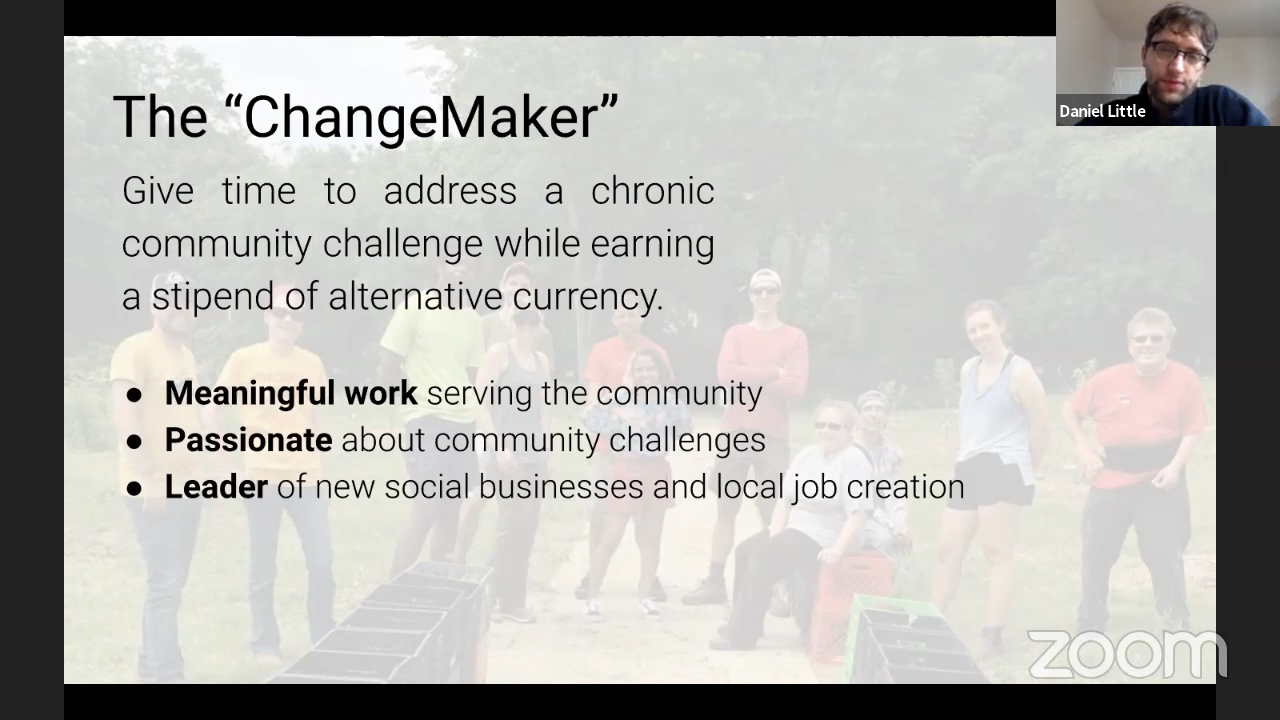 The “ChangeMaker”
Give time to address a chronic
community challenge while earning
a stipend of alternative currency.
● Meaningful work serving the community
● Passionate about community challenges
● Leader of new social businesses and local job creation
Daniel Little
zoom